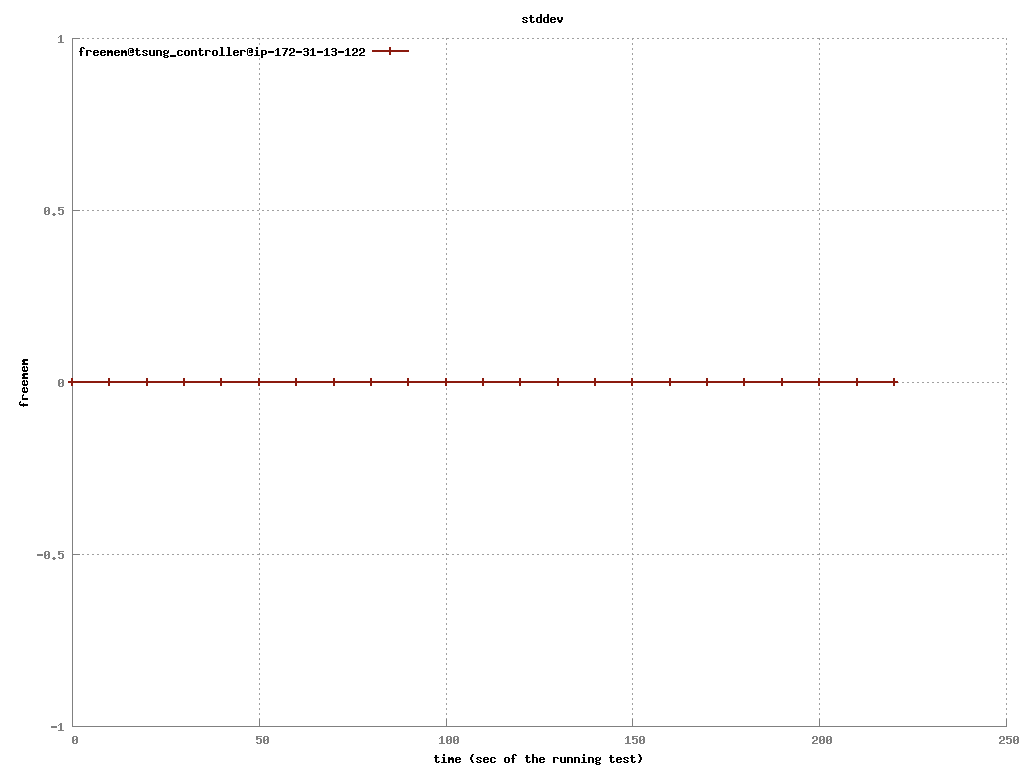 stddev
freemem@tsung_controller@ip-172-31-13-122
1
0.5
0
-0.5
-1
freemem
0 50 100 150 200 250
time (sec of the running test)